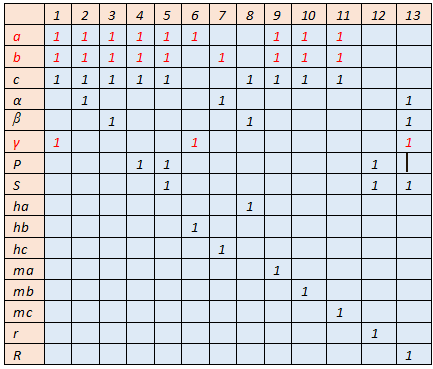 1 2 3 4 5 6 7 8 9 10 11 12 13
a 1 1 1 1 1 1 1 1 1
b 1 1 1 1 1 1 1 1 1
c 1 1 1 1 1 1 1 1 1
α 1 1 1
β 1 1 1
γ 1 1 1
P 1 1 1
S 1 1 1
ha 1
hb 1
hc 1
ma 1
mb 1
mc 1
r 1
R 1